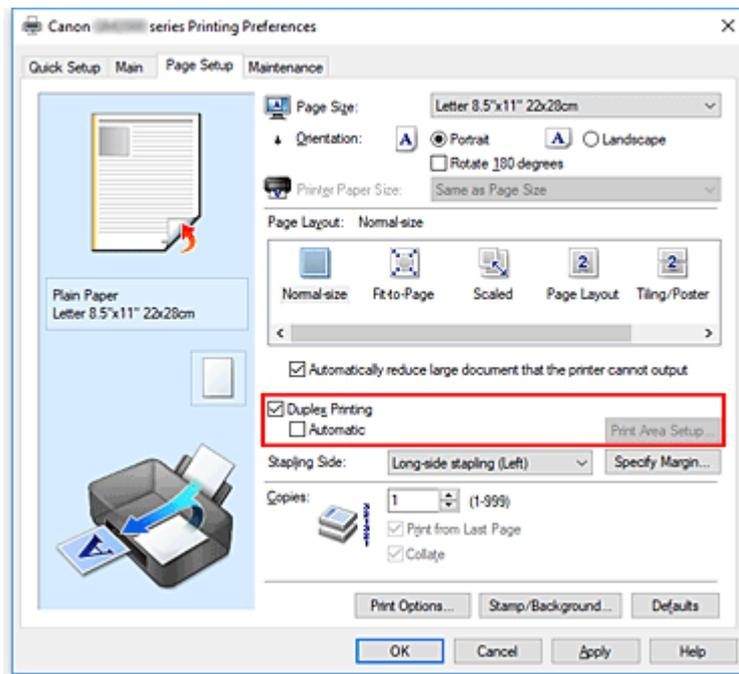 Canon series Printing Preferences
Quick Setup Main Page Setup Maintenance
Page Size: Letter 8.5"x11" 22x28cm
Orientation: A Portrait A Landscape
Rotate 180 degrees
Printer Paper Size: Same as Page Size
Page Layout: Normal-size
Normal-size Fit-to-Page Scaled Page Layout Tiling/Poster
Plain Paper
Letter 8.5"x11" 22x28cm
Automatically reduce large document that the printer cannot output
Duplex Printing
Automatic Print Area Setup...
Stapling Side: Long-side stapling (Left) Specify Margin...
Copies: 1 (1-999)
Print from Last Page
Collate
Print Options... Stamp/Background... Defaults
OK Cancel Apply Help